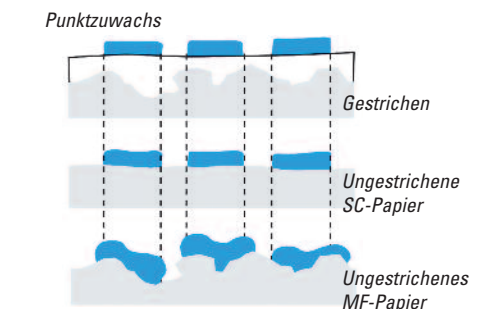 Punktzuwachs
Gestrichen
Ungestrichene
SC-Papier
Ungestrichenes
MF-Papier